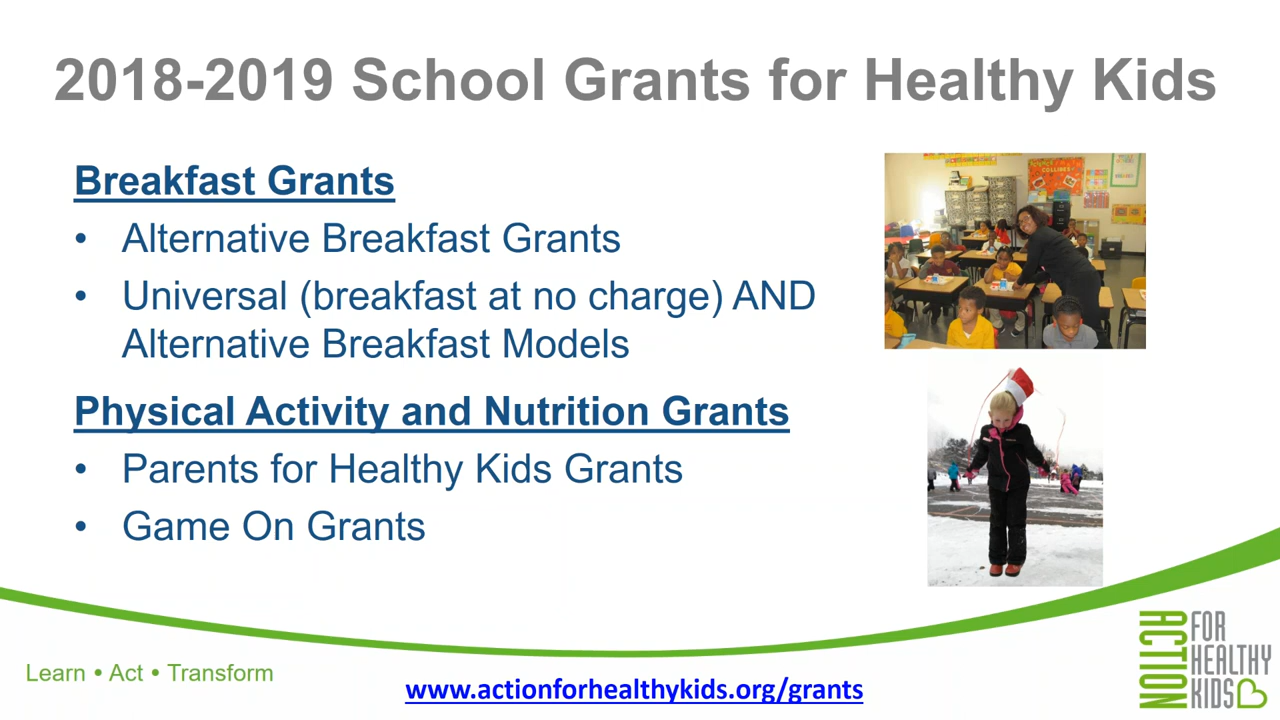 2018-2019 School Grants for Healthy Kids
Breakfast Grants
• Alternative Breakfast Grants
• Universal (breakfast at no charge) AND
Alternative Breakfast Models
Physical Activity and Nutrition Grants
• Parents for Healthy Kids Grants
• Game On Grants
Learn • Act • Transform
www.actionforhealthykids.org/grants
ACTION
FOR
HEALTHY
KIDS